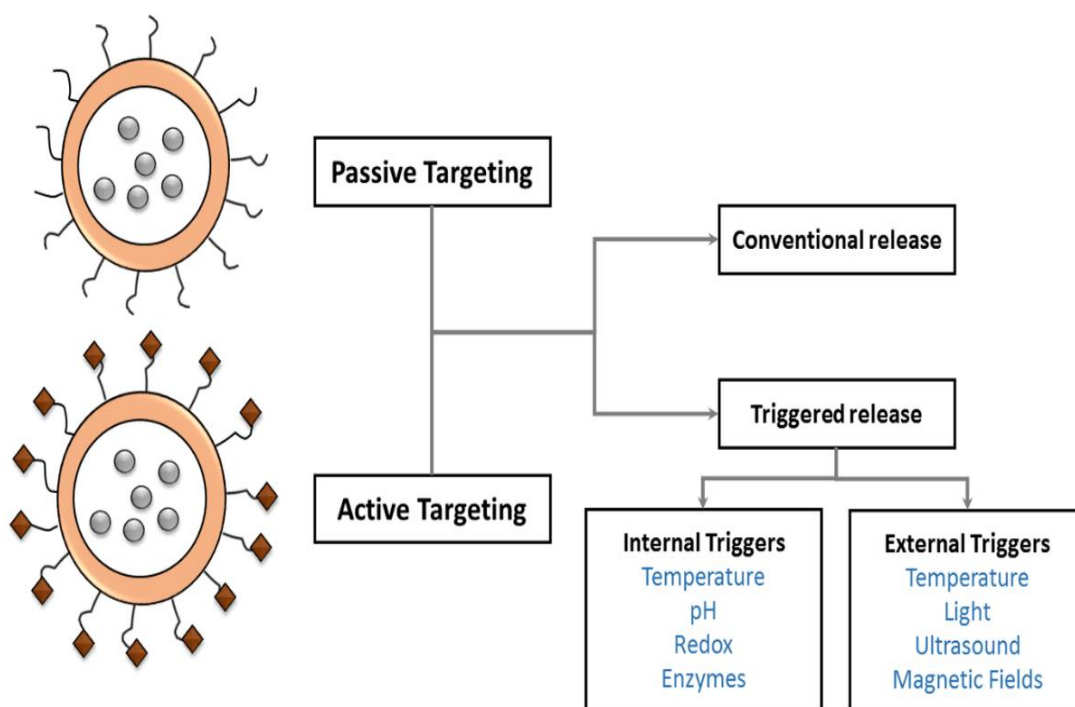 Passive Targeting
Conventional release
Triggered release
Active Targeting
Internal Triggers
Temperature
pH
Redox
Enzymes
External Triggers
Temperature
Light
Ultrasound
Magnetic Fields